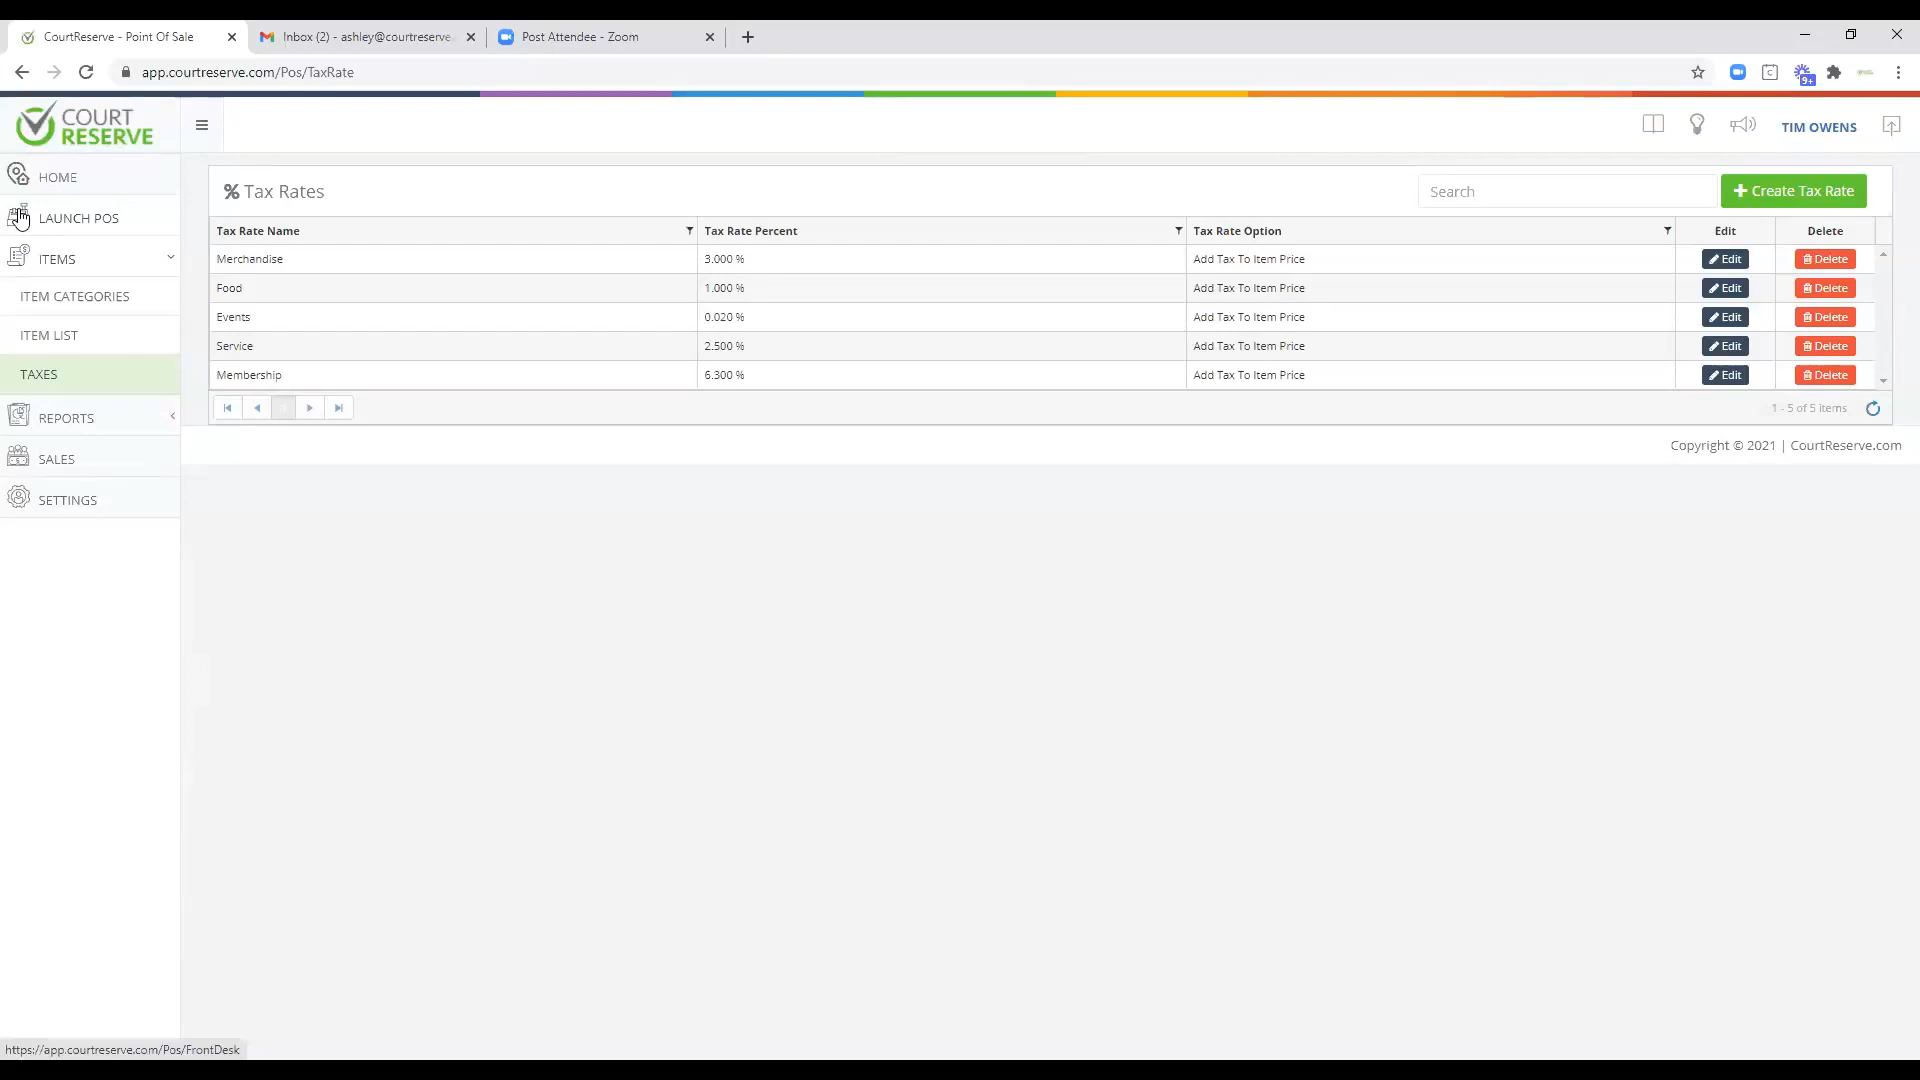 CourtReserve - Point Of Sale
Inbox (2) - ashley@courtreserve.
Post Attendee - Zoom
app.courtreserve.com/Pos/TaxRate
9+
COURT
RESERVE
TIM OWENS
HOME
LAUNCH POS
ITEMS
ITEM CATEGORIES
ITEM LIST
TAXES
REPORTS
SALES
SETTINGS
% Tax Rates
Search
+ Create Tax Rate
Tax Rate Name Tax Rate Percent Tax Rate Option Edit Delete
Merchandise 3.000 % Add Tax To Item Price Edit Delete
Food 1.000 % Add Tax To Item Price Edit Delete
Events 0.020 % Add Tax To Item Price Edit Delete
Service 2.500 % Add Tax To Item Price Edit Delete
Membership 6.300 % Add Tax To Item Price Edit Delete
1 - 5 of 5 items
Copyright © 2021 | CourtReserve.com
https://app.courtreserve.com/Pos/FrontDesk